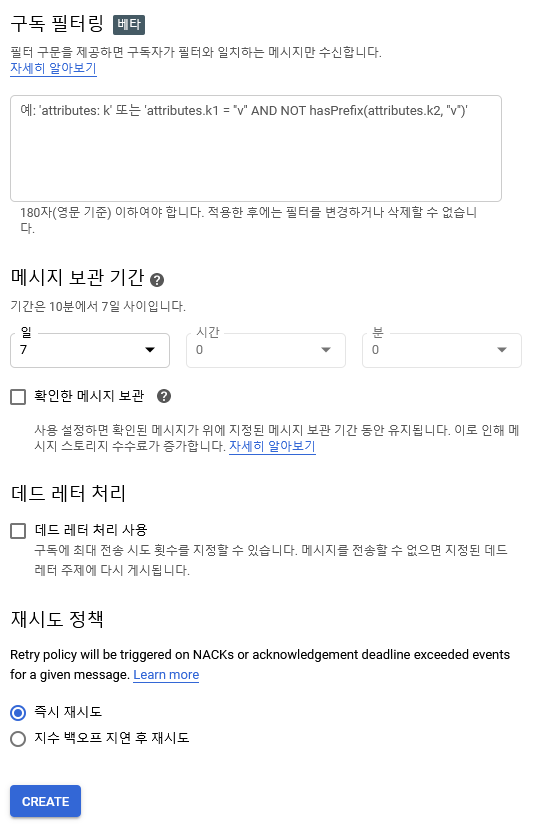 구독 필터링 베타
필터 구문을 제공하면 구독자가 필터와 일치하는 메시지만 수신합니다.
자세히 알아보기
예: 'attributes: k' 또는 'attributes.k1 = "v" AND NOT hasPrefix(attributes.k2, "v")'
180자(영문 기준) 이하여야 합니다. 적용한 후에는 필터를 변경하거나 삭제할 수 없습니
다.
메시지 보관 기간
기간은 10분에서 7일 사이입니다.
일 시간 분
7 0 0
확인한 메시지 보관
사용 설정하면 확인된 메시지가 위에 지정된 메시지 보관 기간 동안 유지됩니다. 이로 인해 메
시지 스토리지 수수료가 증가합니다. 자세히 알아보기
데드 레터 처리
데드 레터 처리 사용
구독에 최대 전송 시도 횟수를 지정할 수 있습니다. 메시지를 전송할 수 없으면 지정된 데드
레터 주제에 다시 게시됩니다.
재시도 정책
Retry policy will be triggered on NACKs or acknowledgement deadline exceeded events
for a given message. Learn more
즉시 재시도
지수 백오프 지연 후 재시도
CREATE